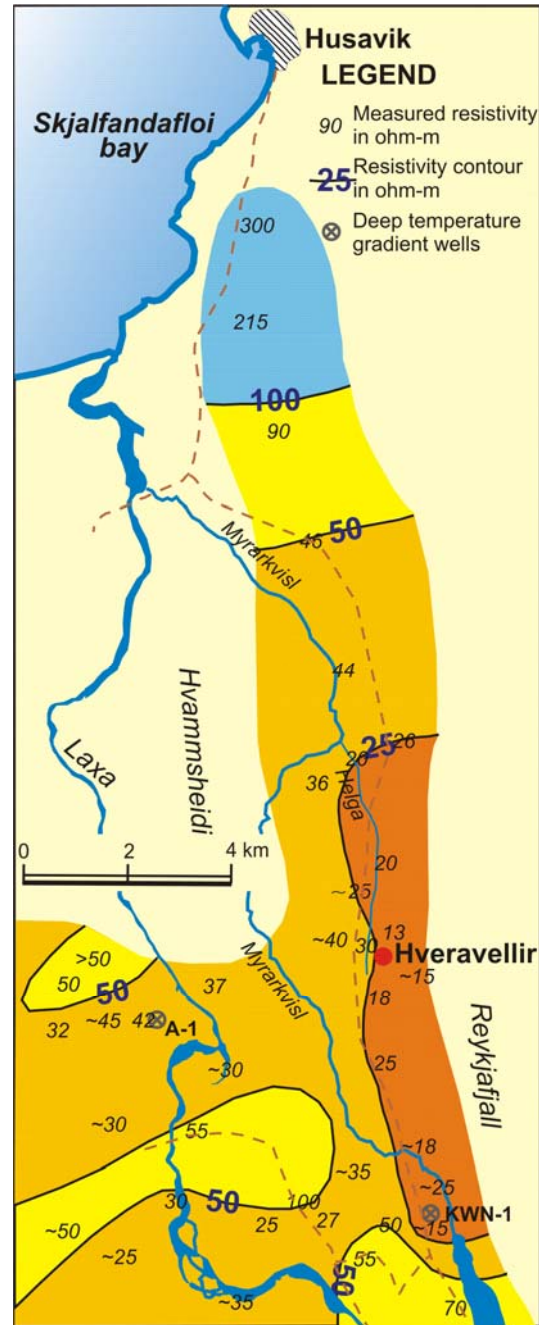 Husavik
LEGEND
Skjalfandafloi
bay
90 Measured resistivity
in ohm-m
25 Resistivity contour
in ohm-m
Deep temperature
gradient wells
300
215
100
90
50
46
Myrarkvisl
44
Hvammsheidi
Laxa
25
26
20
36
Helga
0 2 4 km
20
~25
13
~40
30
Hveravellir
~15
>50
50
50
37
Myrarkvisl
18
Reykjafjall
32
~45
42
A-1
25
~30
~30
55
~18
~35
~25
30
50
100
KWN-1
~15
~50
25
27
50
~25
55
50
~35
70